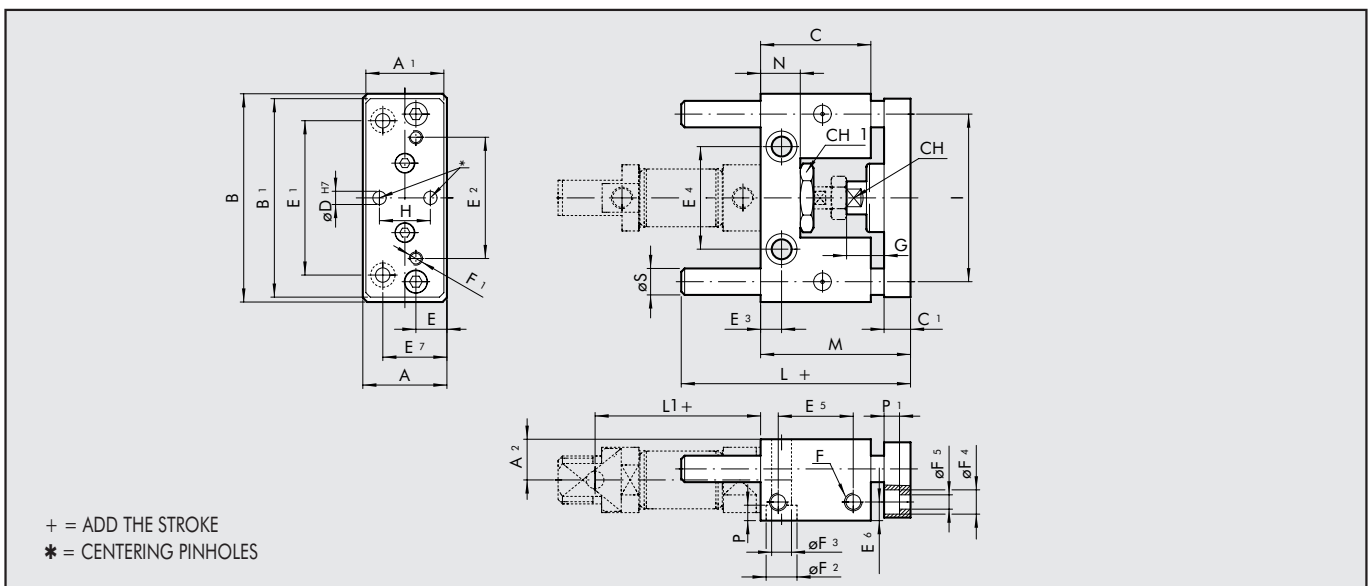 A 1
B
B 1
E 1
øD H7
H
*
E 2
F 1
E
E 7
A
C
N
CH 1
CH
E 4
I
G
øS
E 3
C 1
M
L +
L1+
E 5
P 1
A 2
F
øF 5
øF 4
P
E 6
øF 3
øF 2
+ = ADD THE STROKE
✱ = CENTERING PINHOLES